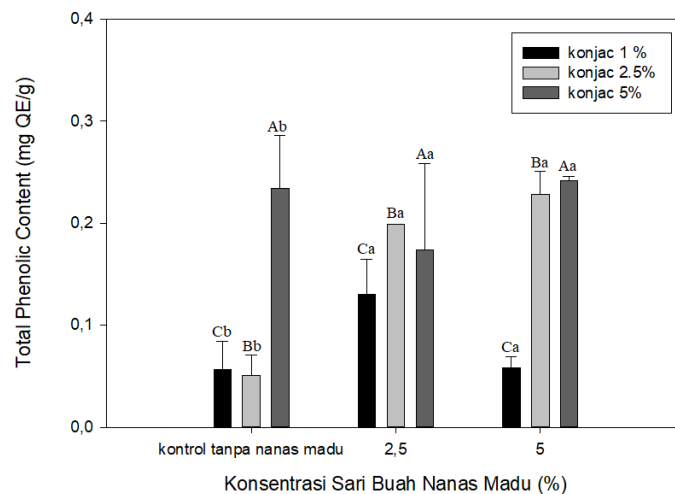 0,4
konjac 1 %
konjac 2.5%
konjac 5%
0,3
Ab
Aa
Ba
Aa
0,2
Ba
Ca
0,1
Cb
Bb
Ca
0,0
Total Phenolic Content (mg QE/g)
kontrol tanpa nanas madu
2,5
5
Konsentrasi Sari Buah Nanas Madu (%)